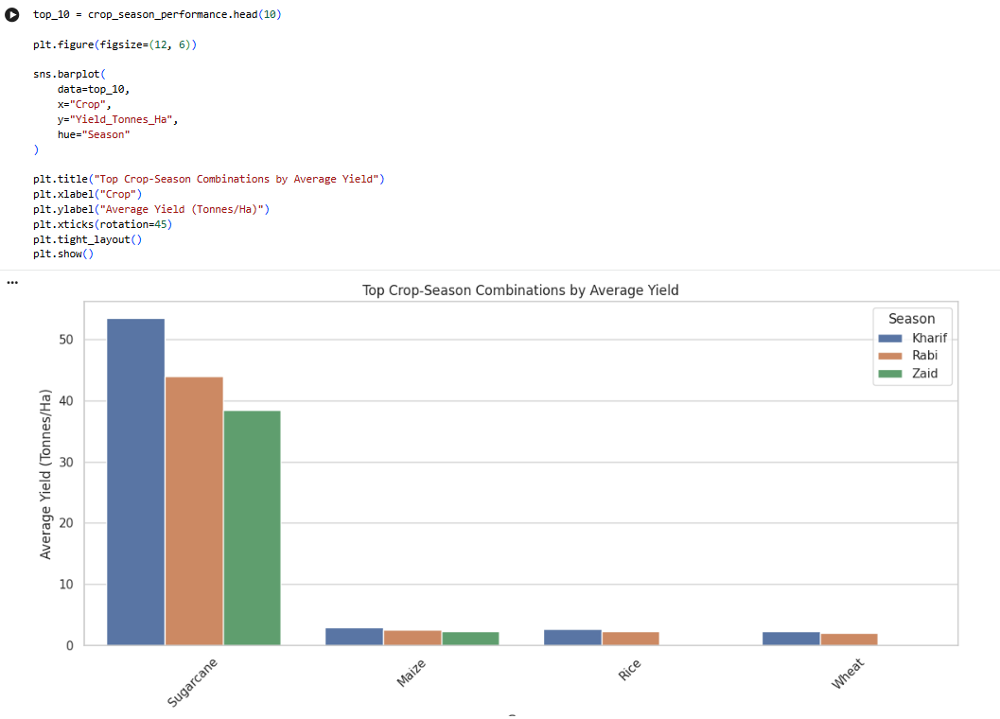 top_10 = crop_season_performance.head(10)
plt.figure(figsize=(12, 6))
sns.barplot(
    data=top_10,
    x="Crop",
    y="Yield_Tonnes_Ha",
    hue="Season"
)
plt.title("Top Crop-Season Combinations by Average Yield")
plt.xlabel("Crop")
plt.ylabel("Average Yield (Tonnes/Ha)")
plt.xticks(rotation=45)
plt.tight_layout()
plt.show()
...
Top Crop-Season Combinations by Average Yield
Season
Kharif
Rabi
Zaid
Average Yield (Tonnes/Ha)
50
40
30
20
10
0
Sugarcane
Maize
Rice
Wheat